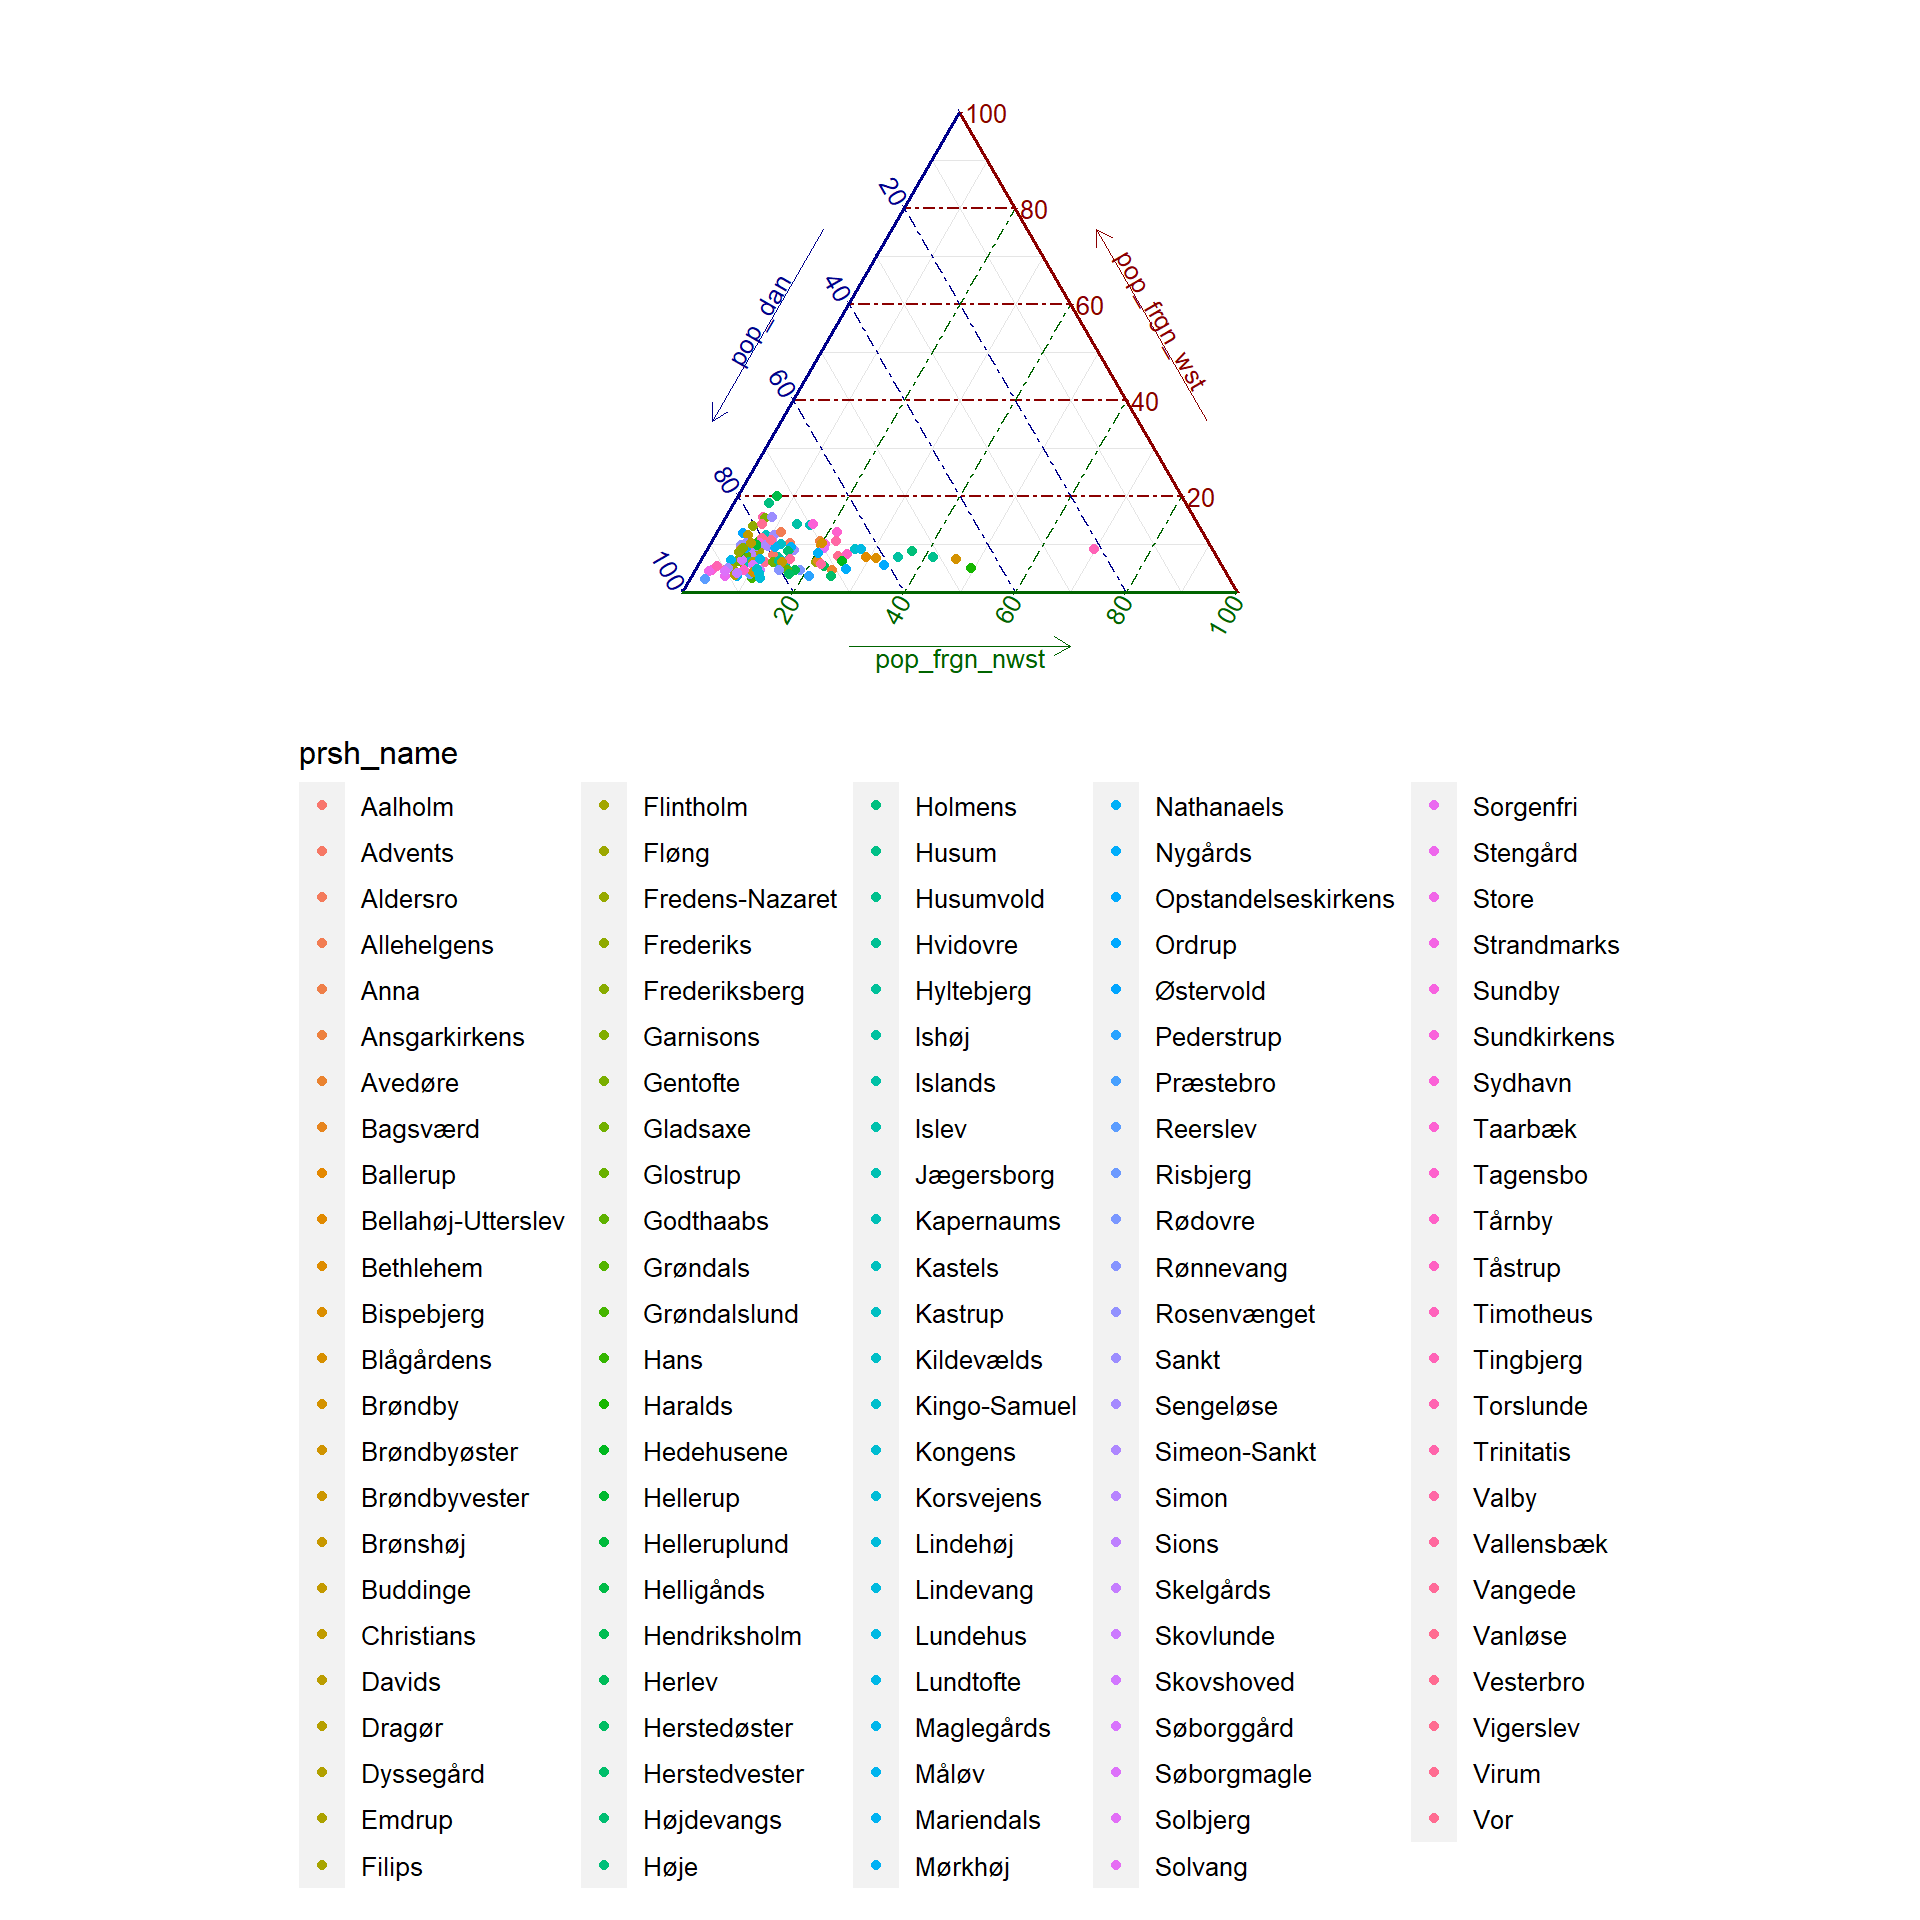 100
20
80
pop_dan
pop_frgn_wst
40
60
60
40
80
20
100
20
40
60
80
100
pop_frgn_nwst
prsh_name
Aalholm
Advents
Aldersro
Allehelgens
Anna
Ansgarkirkens
Avedøre
Bagsværd
Ballerup
Bellahøj-Utterslev
Bethlehem
Bispebjerg
Blågårdens
Brøndby
Brøndbyøster
Brøndbyvester
Brønshøj
Buddinge
Christians
Davids
Dragør
Dyssegård
Emdrup
Filips
Flintholm
Fløng
Fredens-Nazaret
Frederiks
Frederiksberg
Garnisons
Gentofte
Gladsaxe
Glostrup
Godthaabs
Grøndals
Grøndalslund
Hans
Haralds
Hedehusene
Hellerup
Helleruplund
Helligånds
Hendriksholm
Herlev
Herstedøster
Herstedvester
Højdevangs
Høje
Holmens
Husum
Husumvold
Hvidovre
Hyltebjerg
Ishøj
Islands
Islev
Jægersborg
Kapernaums
Kastels
Kastrup
Kildevælds
Kingo-Samuel
Kongens
Korsvejens
Lindehøj
Lindevang
Lundehus
Lundtofte
Maglegårds
Måløv
Mariendals
Mørkhøj
Nathanaels
Nygårds
Opstandelseskirkens
Ordrup
Østervold
Pederstrup
Præstebro
Reerslev
Risbjerg
Rødovre
Rønnevang
Rosenvænget
Sankt
Sengeløse
Simeon-Sankt
Simon
Sions
Skelgårds
Skovlunde
Skovshoved
Søborggård
Søborgmagle
Solbjerg
Solvang
Sorgenfri
Stengård
Store
Strandmarks
Sundby
Sundkirkens
Sydhavn
Taarbæk
Tagensbo
Tårnby
Tåstrup
Timotheus
Tingbjerg
Torslunde
Trinitatis
Valby
Vallensbæk
Vangede
Vanløse
Vesterbro
Vigerslev
Virum
Vor